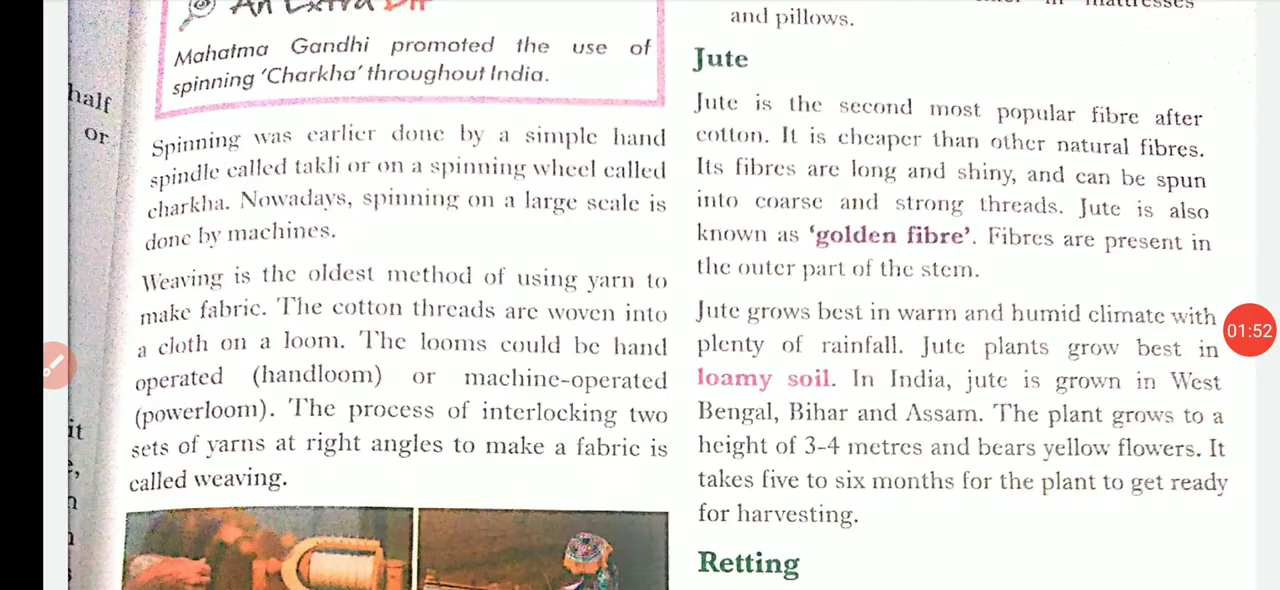 An Extra Bit
Mahatma Gandhi promoted the use of
spinning 'Charkha' throughout India.
half
or
Spinning was earlier done by a simple hand
spindle called takli or on a spinning wheel called
charkha. Nowadays, spinning on a large scale is
done by machines.
Weaving is the oldest method of using yarn to
make fabric. The cotton threads are woven into
a cloth on a loom. The looms could be hand
operated (handloom) or machine-operated
(powerloom). The process of interlocking two
sets of yarns at right angles to make a fabric is
called weaving.
it
mattresses
and pillows.
Jute
Jute is the second most popular fibre after
cotton. It is cheaper than other natural fibres.
Its fibres are long and shiny, and can be spun
into coarse and strong threads. Jute is also
known as 'golden fibre'. Fibres are present in
the outer part of the stem.
Jute grows best in warm and humid climate with
plenty of rainfall. Jute plants grow best in
loamy soil. In India, jute is grown in West
Bengal, Bihar and Assam. The plant grows to a
height of 3-4 metres and bears yellow flowers. It
takes five to six months for the plant to get ready
for harvesting.
Retting
01:52